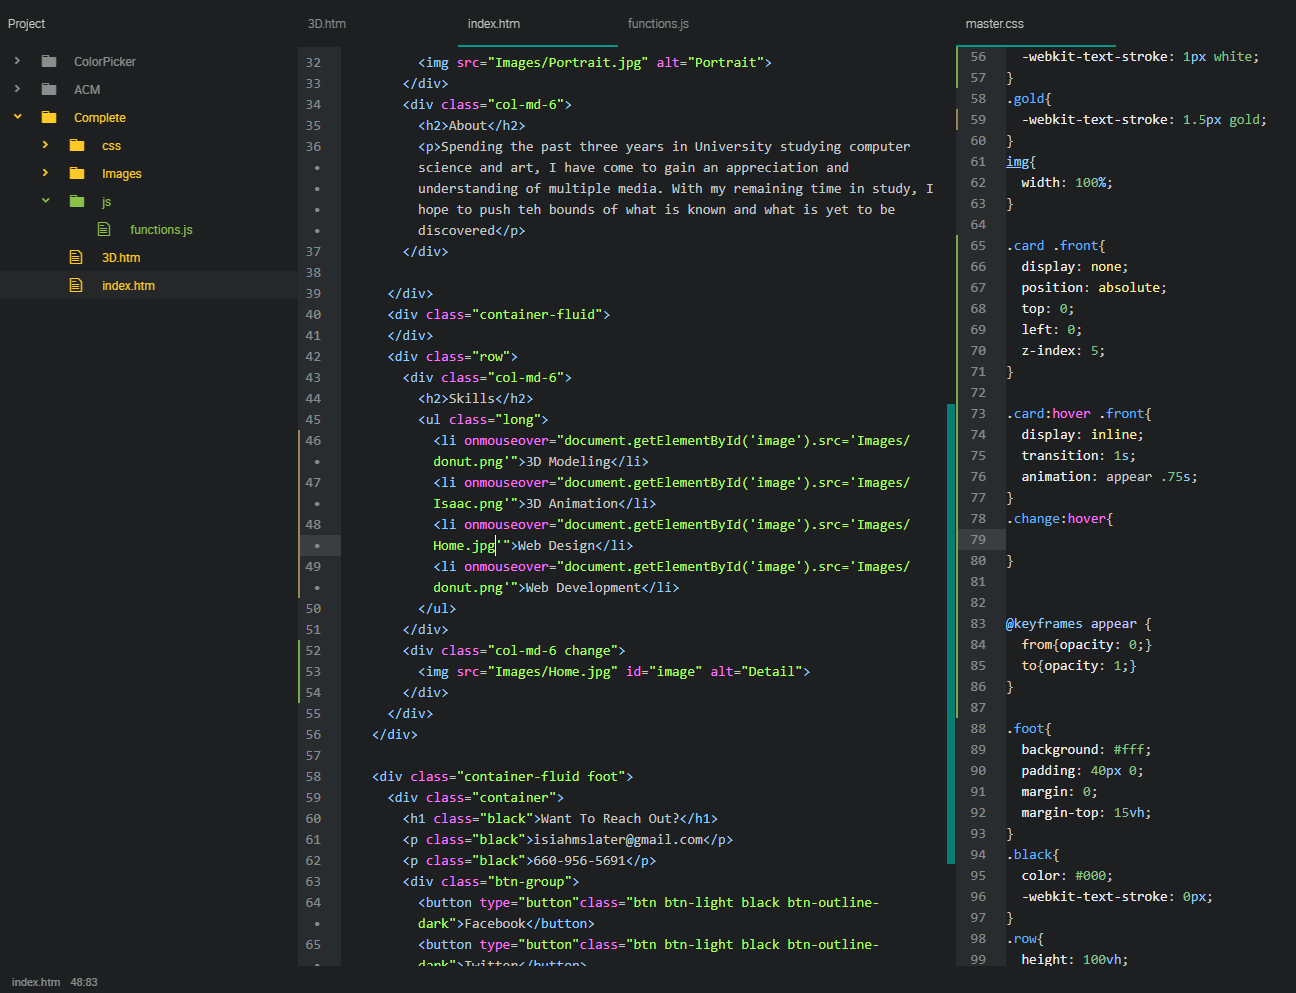 Project
ColorPicker
ACM
Complete
css
Images
js
functions.js
3D.htm
index.htm
3D.htm
index.htm
functions.js
32 <img src="Images/Portrait.jpg" alt="Portrait">
33 </div>
34 <div class="col-md-6">
35 <h2>About</h2>
36 <p>Spending the past three years in University studying computer
• science and art, I have come to gain an appreciation and
• understanding of multiple media. With my remaining time in study, I
• hope to push teh bounds of what is known and what is yet to be
• discovered</p>
37 </div>
38
39 </div>
40 <div class="container-fluid">
41 </div>
42 <div class="row">
43 <div class="col-md-6">
44 <h2>Skills</h2>
45 <ul class="long">
46 <li onmouseover="document.getElementById('image').src='Images/
• donut.png'">3D Modeling</li>
47 <li onmouseover="document.getElementById('image').src='Images/
• Isaac.png'">3D Animation</li>
48 <li onmouseover="document.getElementById('image').src='Images/
• Home.jpg'">Web Design</li>
49 <li onmouseover="document.getElementById('image').src='Images/
• donut.png'">Web Development</li>
50 </ul>
51 </div>
52 <div class="col-md-6 change">
53 <img src="Images/Home.jpg" id="image" alt="Detail">
54 </div>
55 </div>
56 </div>
57
58 <div class="container-fluid foot">
59 <div class="container">
60 <h1 class="black">Want To Reach Out?</h1>
61 <p class="black">isiahmslater@gmail.com</p>
62 <p class="black">660-956-5691</p>
63 <div class="btn-group">
64 <button type="button"class="btn btn-light black btn-outline-
• dark">Facebook</button>
65 <button type="button"class="btn btn-light black btn-outline-
• dark">Twitter</button>
master.css
56 -webkit-text-stroke: 1px white;
57 }
58 .gold{
59 -webkit-text-stroke: 1.5px gold;
60 }
61 img{
62 width: 100%;
63 }
64
65 .card .front{
66 display: none;
67 position: absolute;
68 top: 0;
69 left: 0;
70 z-index: 5;
71 }
72
73 .card:hover .front{
74 display: inline;
75 transition: 1s;
76 animation: appear .75s;
77 }
78 .change:hover{
79
80 }
81
82
83 @keyframes appear {
84 from{opacity: 0;}
85 to{opacity: 1;}
86 }
87
88 .foot{
89 background: #fff;
90 padding: 40px 0;
91 margin: 0;
92 margin-top: 15vh;
93 }
94 .black{
95 color: #000;
96 -webkit-text-stroke: 0px;
97 }
98 .row{
99 height: 100vh;
index.htm 48:83